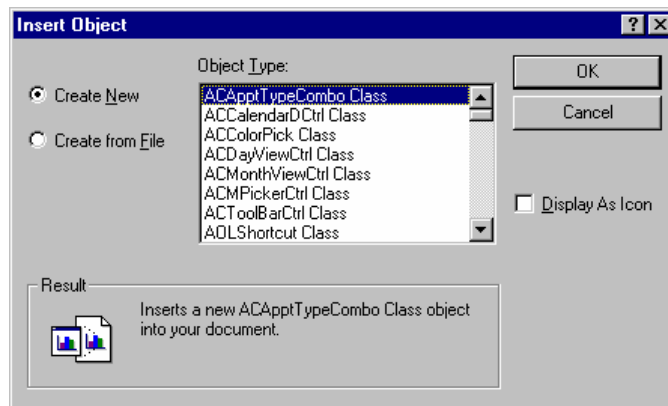 Insert Object
Object Type:
Create New
Create from File
ACApptTypeCombo Class
ACCalendarDCtrl Class
ACColorPick Class
ACDayViewCtrl Class
ACMonthViewCtrl Class
ACMPickerCtrl Class
ACToolBarCtrl Class
AOLShortcut Class
OK
Cancel
Display As Icon
Result
Inserts a new ACApptTypeCombo Class object
into your document.